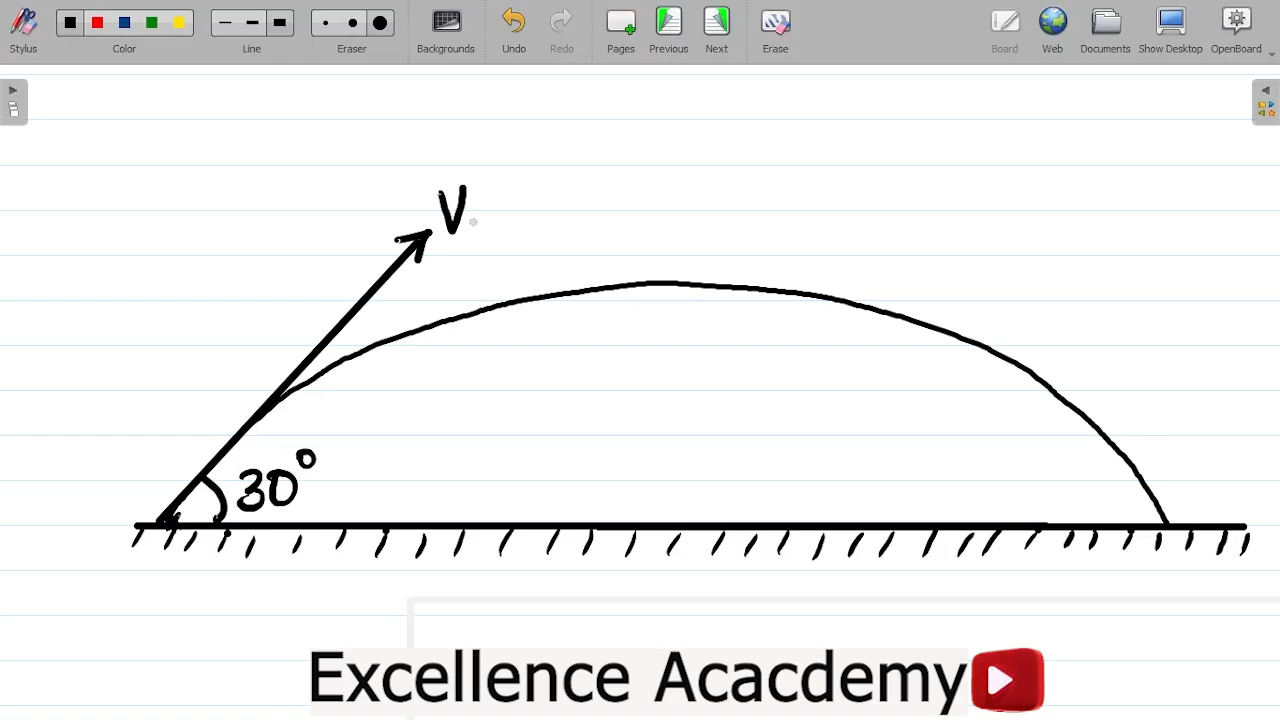 Stylus
Color
Line
Eraser
Backgrounds
Undo
Redo
Pages
Previous
Next
Erase
Board
Web
Documents
Show Desktop
OpenBoard
V
30°
Excellence Acacdemy